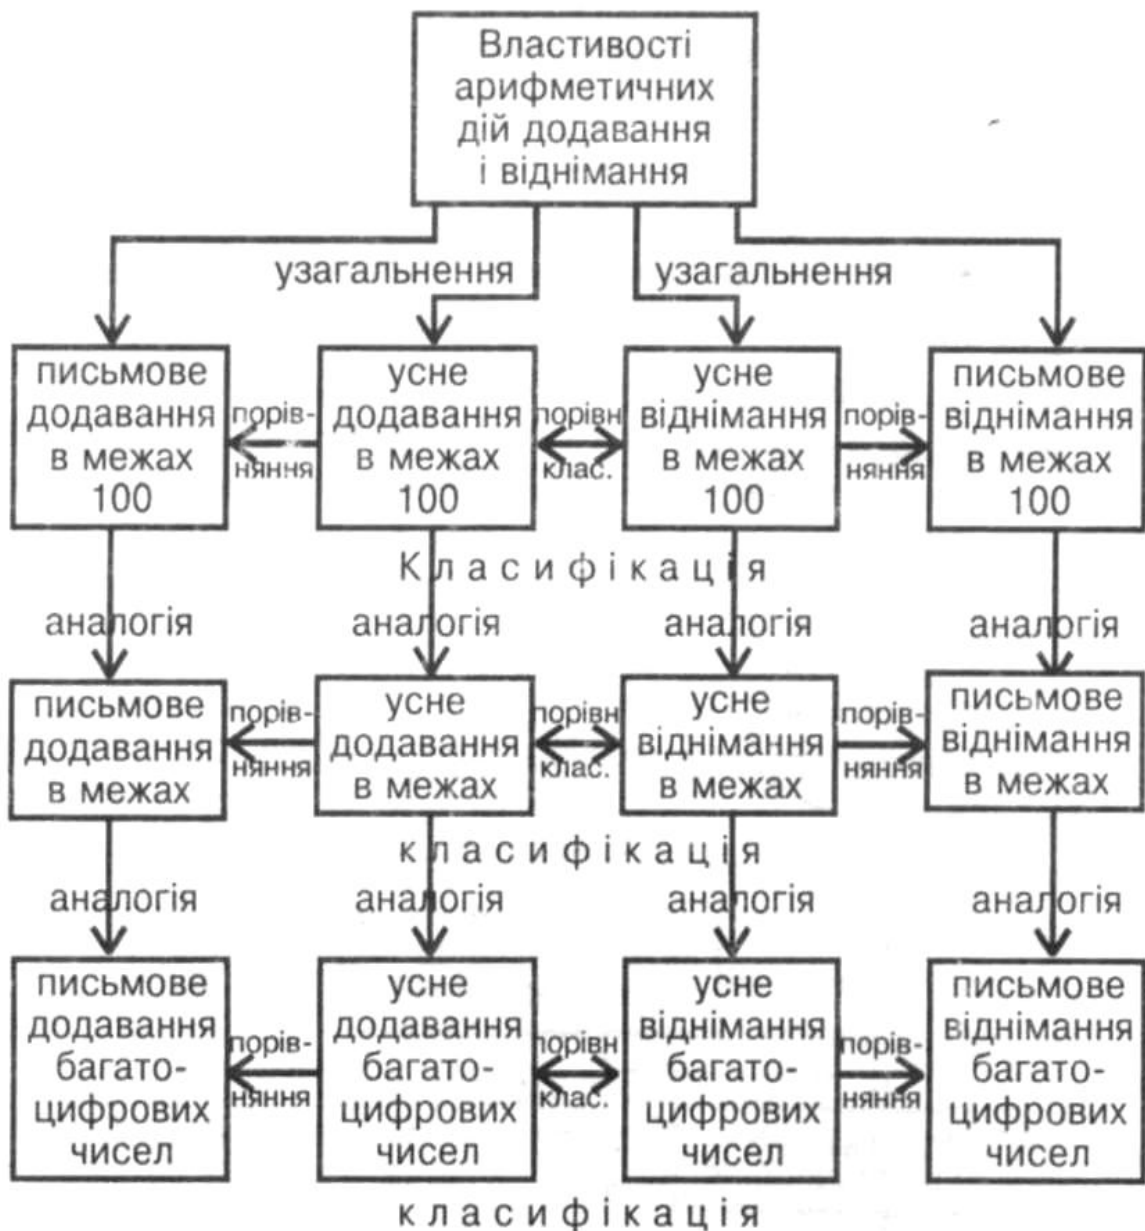 Властивості
арифметичних
дій додавання
і віднімання
узагальнення
узагальнення
письмове
додавання
в межах
100
порів-
няння
усне
додавання
в межах
100
порівн
клас.
усне
віднімання
в межах
100
порів-
няння
письмове
віднімання
в межах
100
Класифікація
аналогія
аналогія
аналогія
аналогія
письмове
додавання
в межах
порів-
няння
усне
додавання
в межах
порівн
клас.
усне
віднімання
в межах
порів-
няння
письмове
віднімання
в межах
класифікація
аналогія
аналогія
аналогія
аналогія
письмове
додавання
багато-
цифрових
чисел
порів-
няння
усне
додавання
багато-
цифрових
чисел
порівн
клас.
усне
віднімання
багато-
цифрових
чисел
порів-
няння
письмове
віднімання
багато-
цифрових
чисел
класифікація